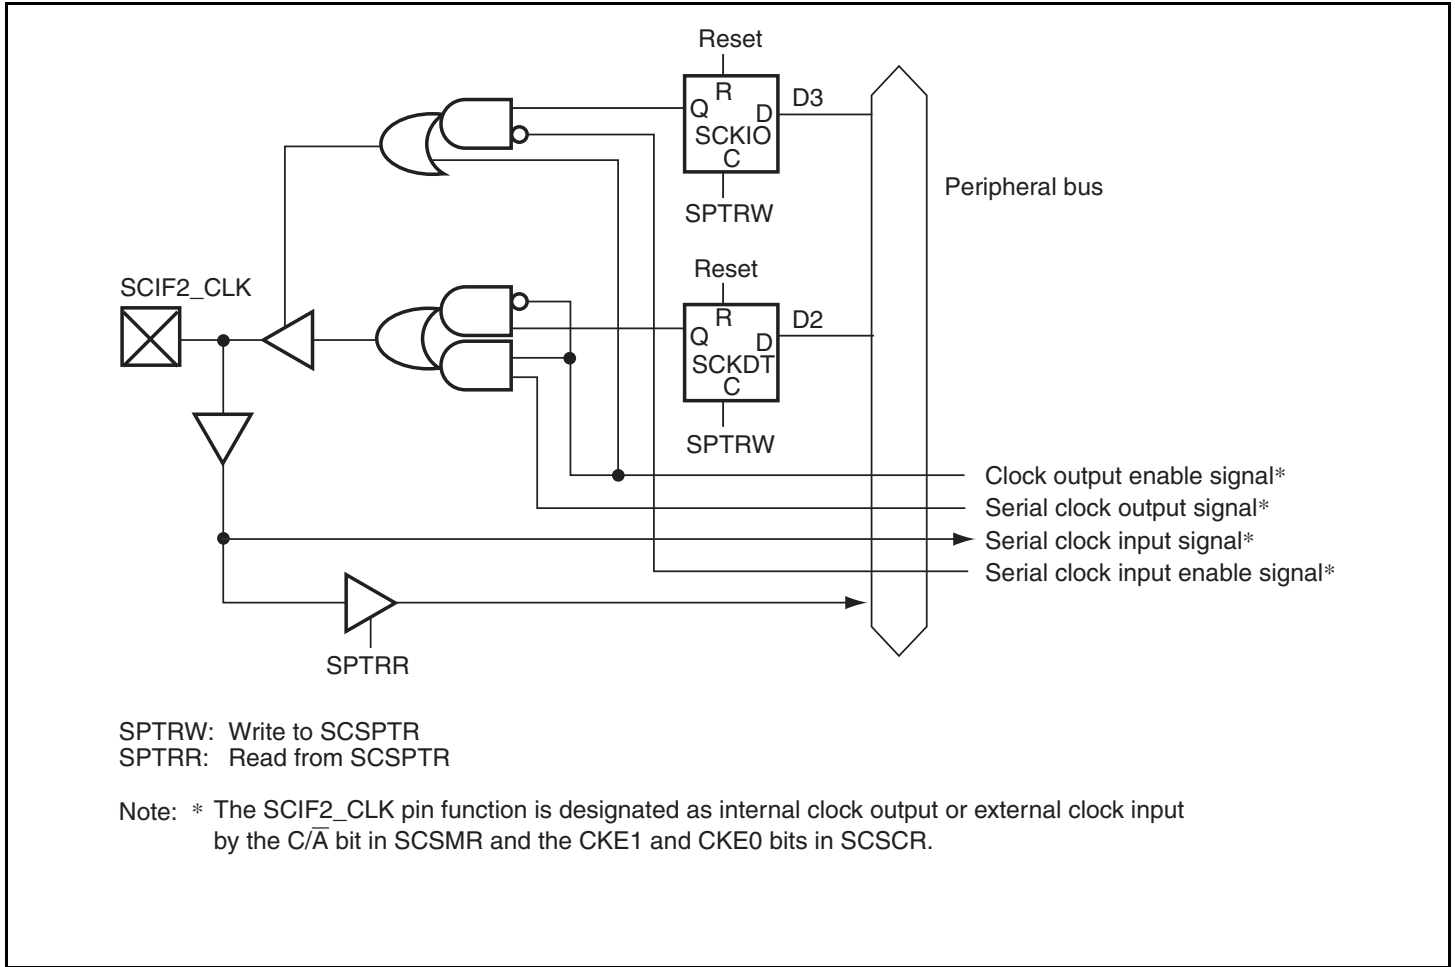 Reset
R
Q
D
SCKIO
C
D3
SPTRW
Peripheral bus
Reset
SCIF2_CLK
R
Q
D
SCKDT
C
D2
SPTRW
Clock output enable signal*
Serial clock output signal*
Serial clock input signal*
Serial clock input enable signal*
SPTRR
SPTRW: Write to SCSPTR
SPTRR: Read from SCSPTR
Note: * The SCIF2_CLK pin function is designated as internal clock output or external clock input
by the C/A̅ bit in SCSMR and the CKE1 and CKE0 bits in SCSCR.